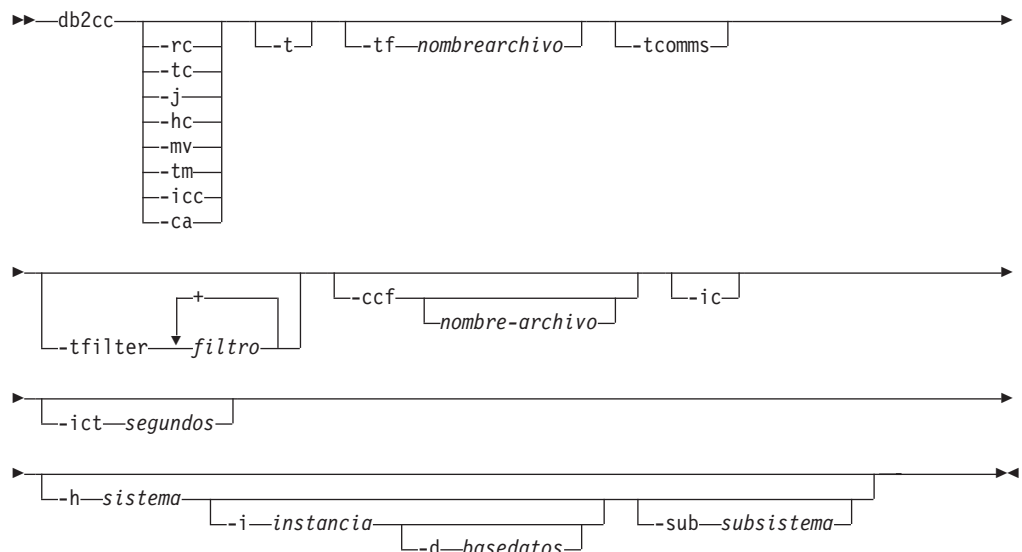 db2cc
-rc
-tc
-j
-hc
-mv
-tm
-icc
-ca
-t
-tf nombrearchivo
-tcomms
-tfilter filtro
+
-ccf
nombre-archivo
-ic
-ict segundos
-h sistema
-i instancia
-d basedatos
-sub subsistema